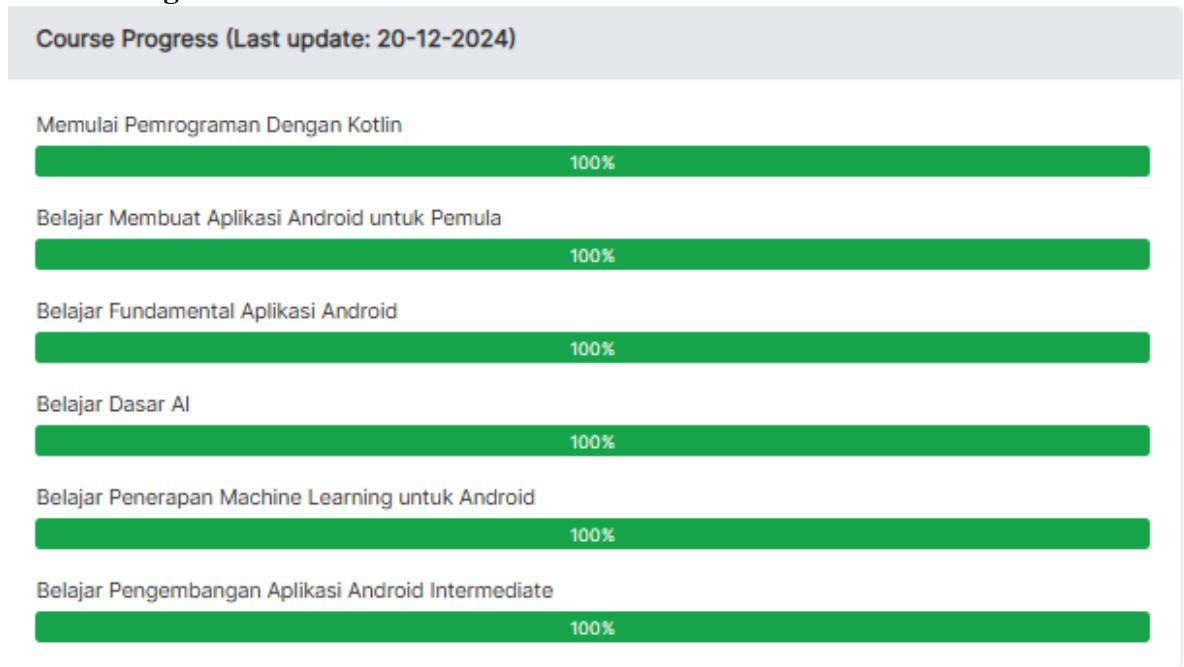 Course Progress (Last update: 20-12-2024)
Memulai Pemrograman Dengan Kotlin
100%
Belajar Membuat Aplikasi Android untuk Pemula
100%
Belajar Fundamental Aplikasi Android
100%
Belajar Dasar AI
100%
Belajar Penerapan Machine Learning untuk Android
100%
Belajar Pengembangan Aplikasi Android Intermediate
100%